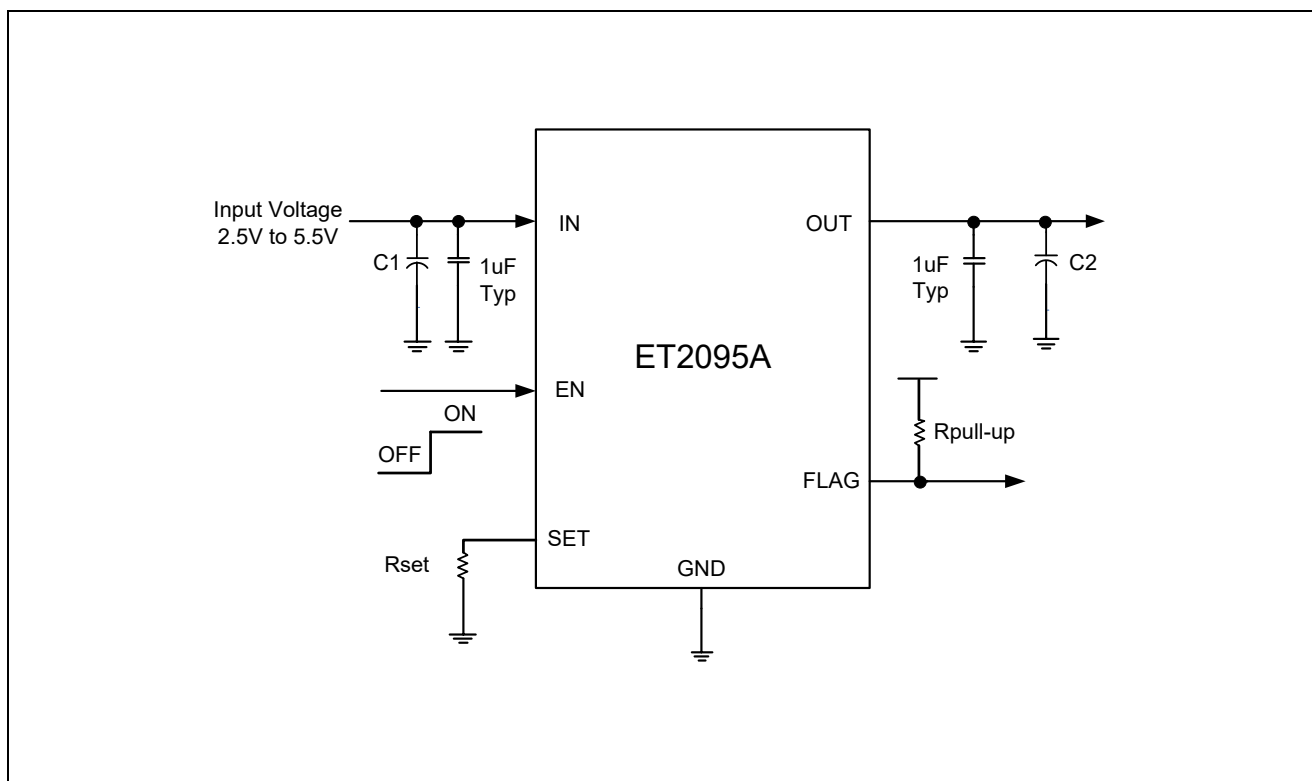 Input Voltage
2.5V to 5.5V
C1
1uF
Typ
IN
OUT
1uF
Typ
C2
ET2095A
EN
ON
OFF
Rpull-up
FLAG
SET
Rset
GND